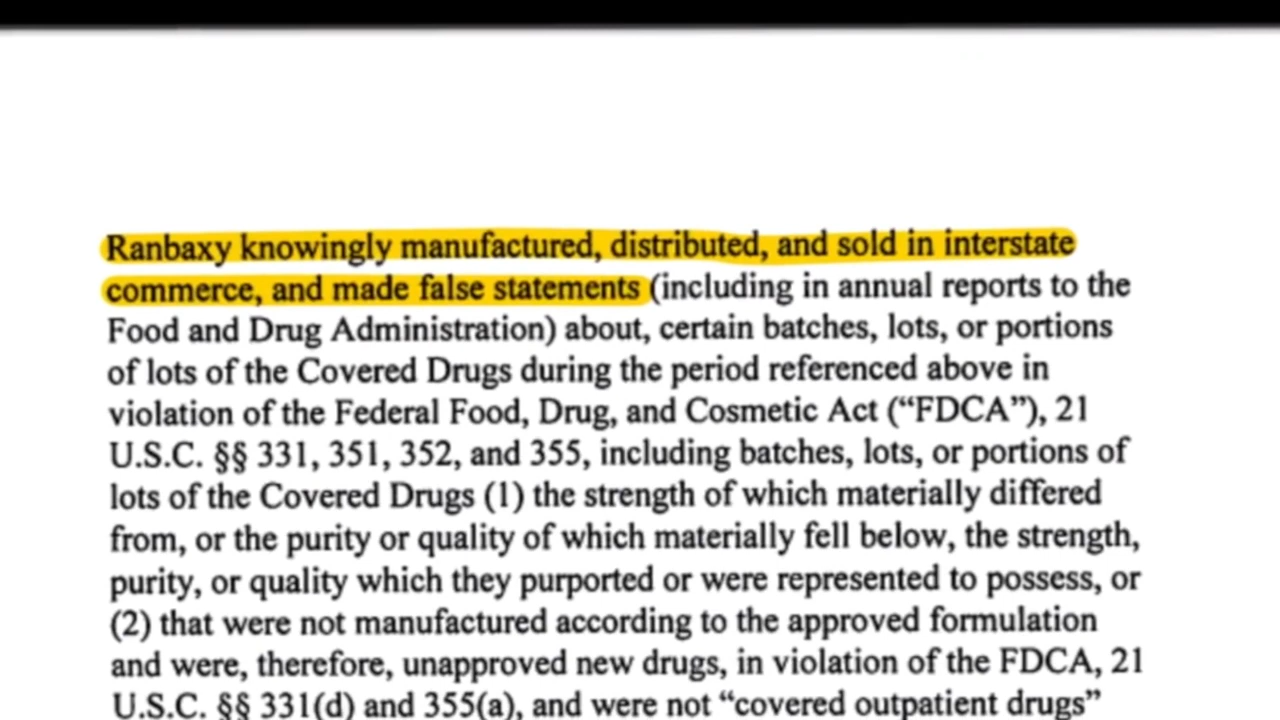 Ranbaxy knowingly manufactured, distributed, and sold in interstate
commerce, and made false statements (including in annual reports to the
Food and Drug Administration) about, certain batches, lots, or portions
of lots of the Covered Drugs during the period referenced above in
violation of the Federal Food, Drug, and Cosmetic Act (“FDCA”), 21
U.S.C. §§ 331, 351, 352, and 355, including batches, lots, or portions of
lots of the Covered Drugs (1) the strength of which materially differed
from, or the purity or quality of which materially fell below, the strength,
purity, or quality which they purported or were represented to possess, or
(2) that were not manufactured according to the approved formulation
and were, therefore, unapproved new drugs, in violation of the FDCA, 21
U.S.C. §§ 331(d) and 355(a), and were not “covered outpatient drugs”